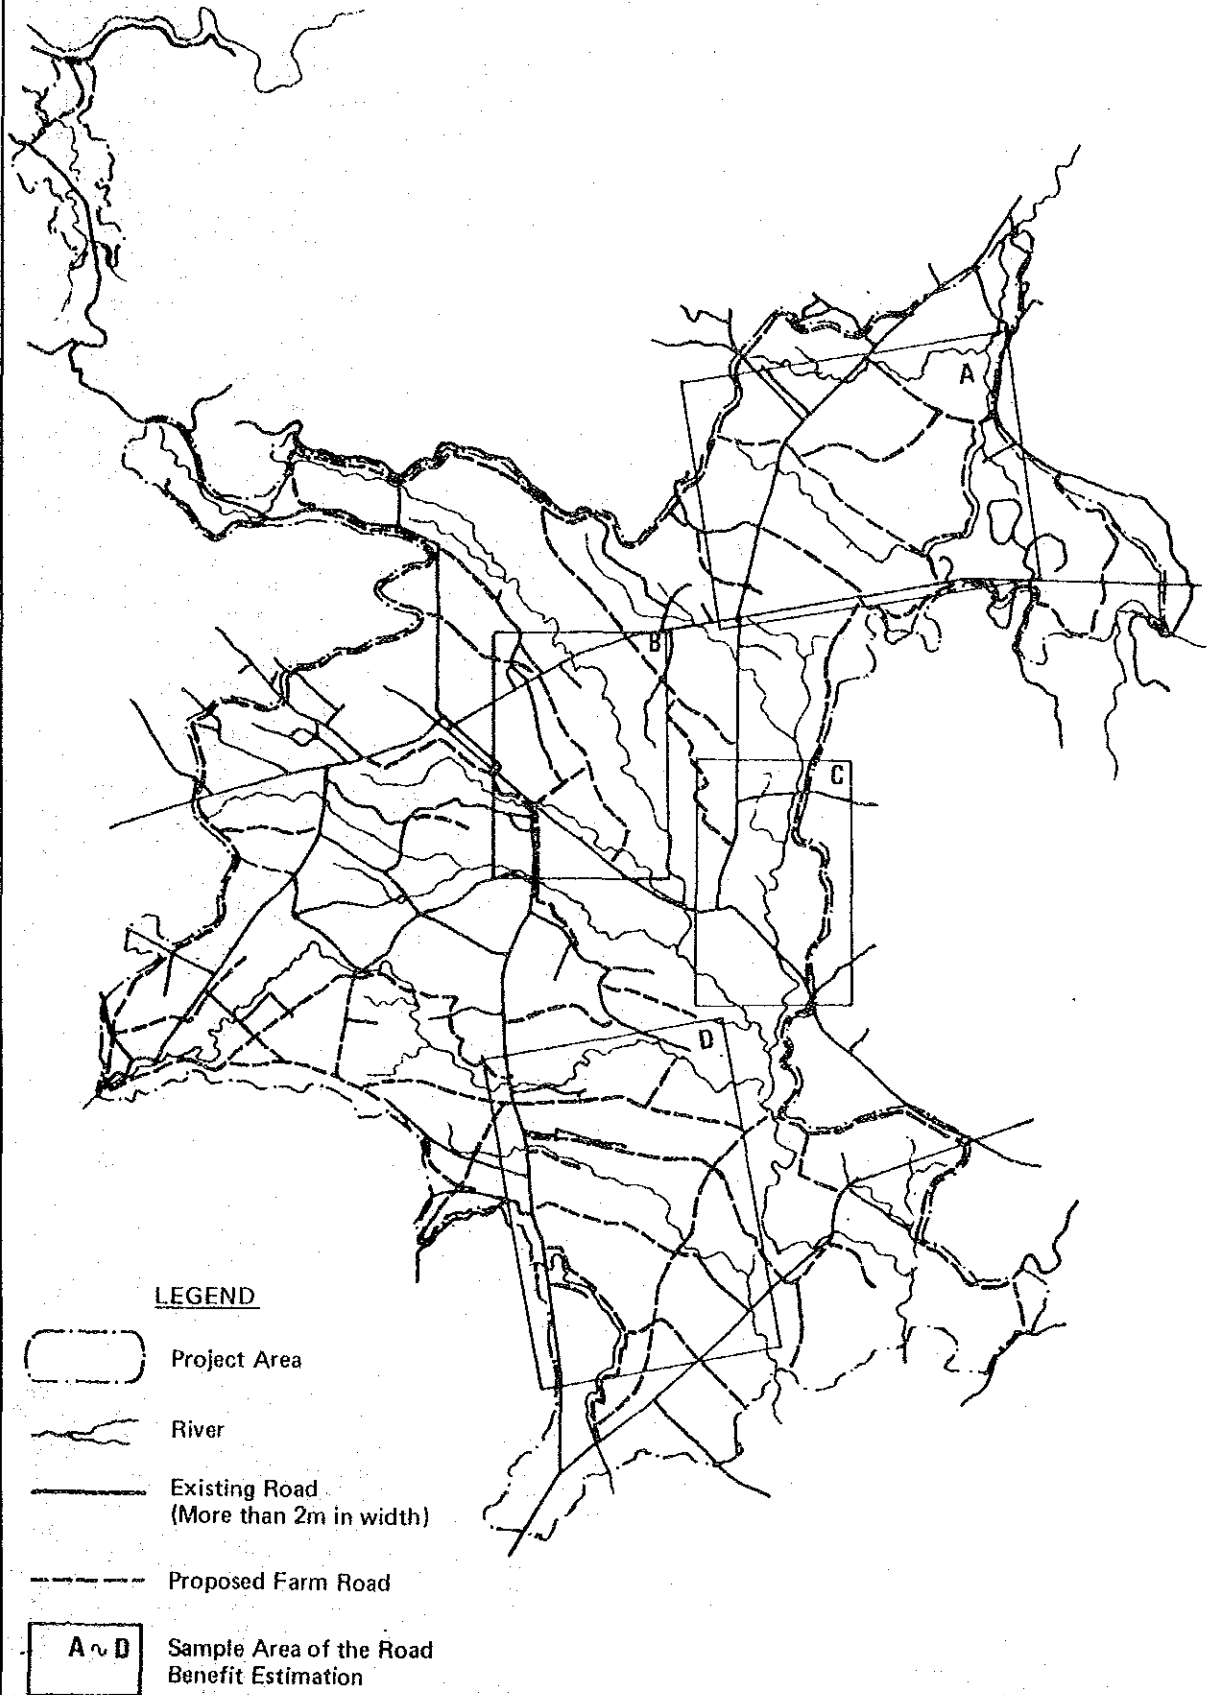 A
B
C
D
LEGEND
Project Area
River
Existing Road
(More than 2m in width)
Proposed Farm Road
A ~ D
Sample Area of the Road
Benefit Estimation